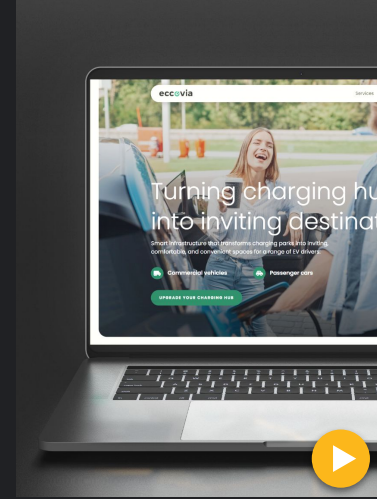 eccovia
Services
Turning charging hu
into inviting destinat
Smart infrastructure that transforms charging parks into inviting,
comfortable, and convenient spaces for a range of EV drivers.
Commercial vehicles
Passenger cars
UPGRADE YOUR CHARGING HUB